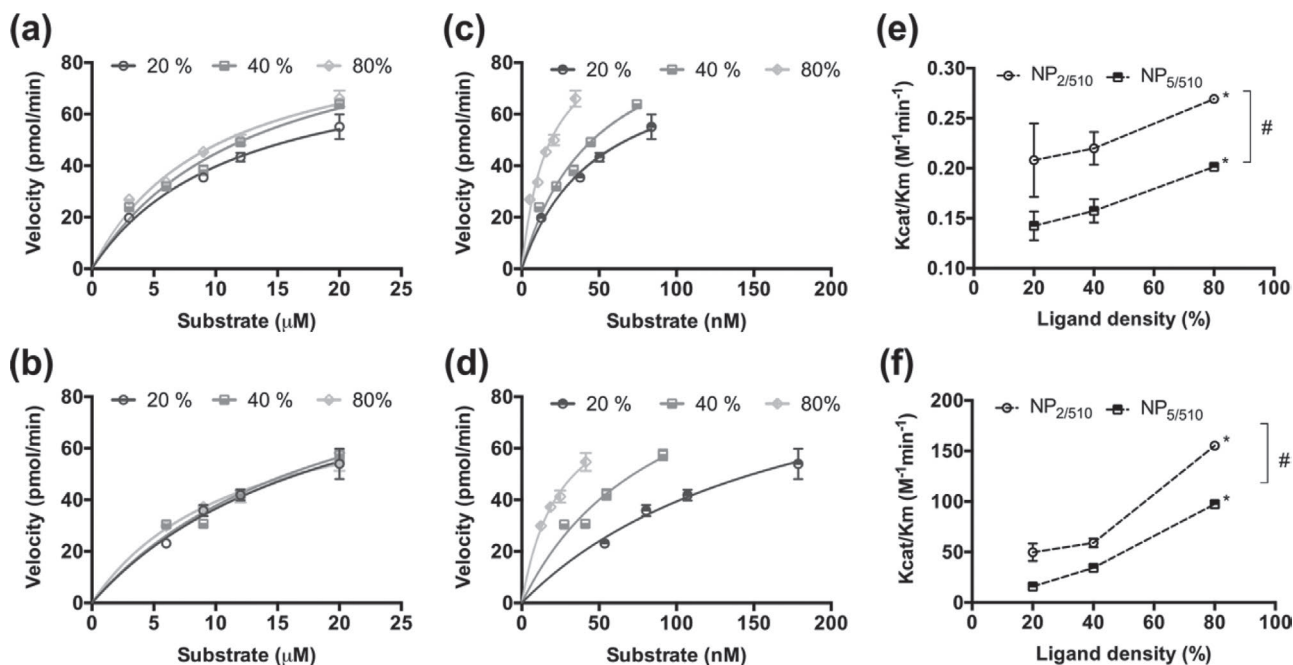 (a)
20 % 40 % 80%
80
60
40
20
0
0 5 10 15 20 25
Velocity (pmol/min)
Substrate (μM)
(c)
20 % 40 % 80%
80
60
40
20
0
0 50 100 150 200
Velocity (pmol/min)
Substrate (nM)
(e)
NP2/510 NP5/510
0.30
0.25
0.20
0.15
0.10
0 20 40 60 80 100
Kcat/Km (M-1min-1)
Ligand density (%)
*
*
#
(b)
20 % 40 % 80%
80
60
40
20
0
0 5 10 15 20 25
Velocity (pmol/min)
Substrate (μM)
(d)
20 % 40 % 80%
80
60
40
20
0
0 50 100 150 200
Velocity (pmol/min)
Substrate (nM)
(f)
NP2/510 NP5/510
200
150
100
50
0
0 20 40 60 80 100
Kcat/Km (M-1min-1)
Ligand density (%)
*
*
#